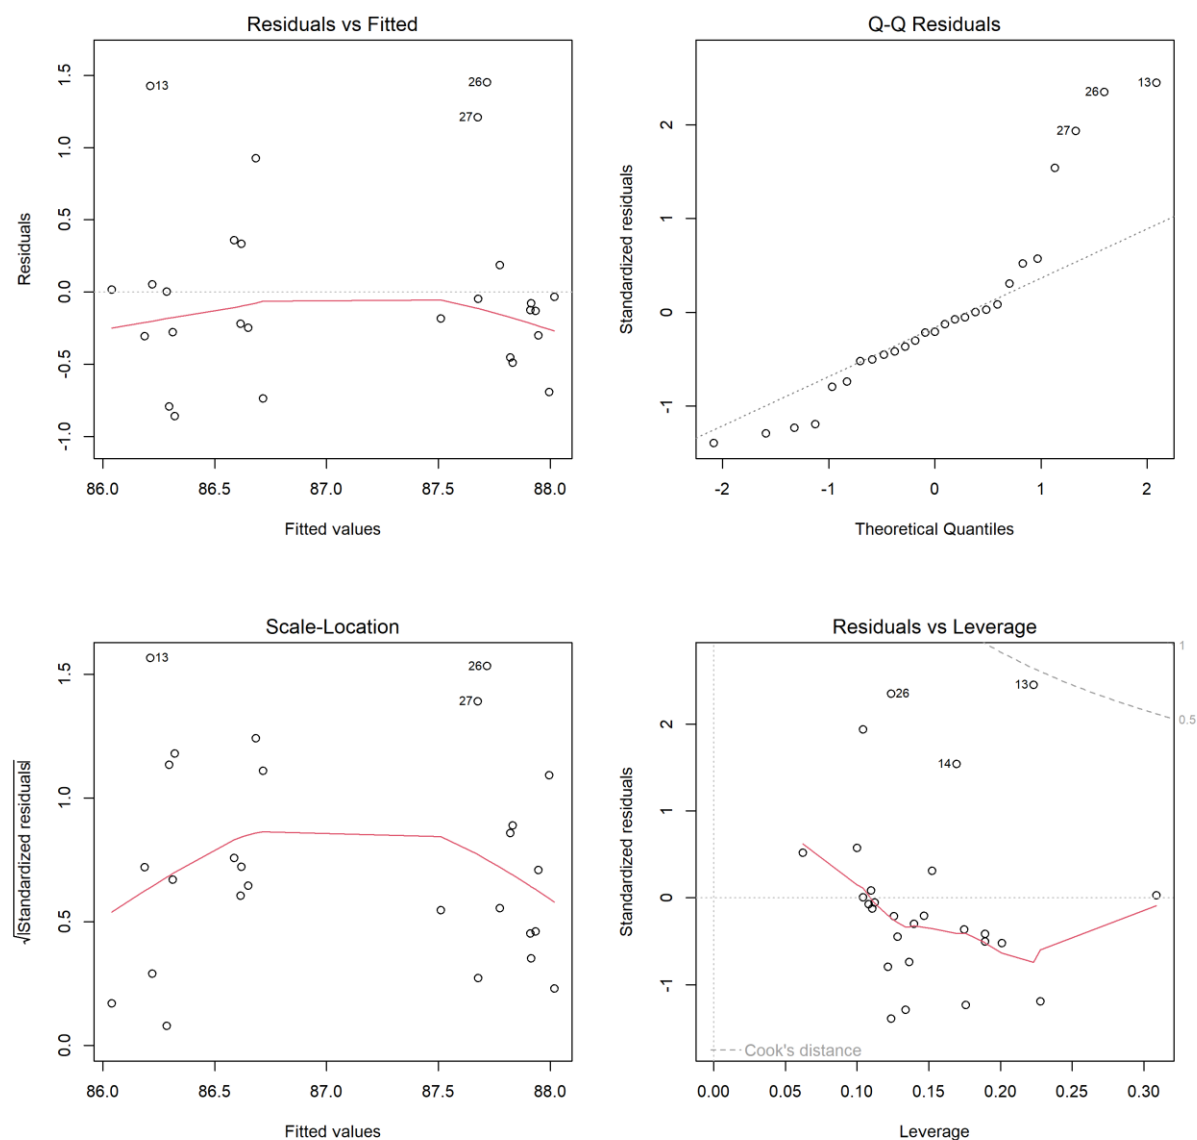 Residuals vs Fitted
Residuals
1.5
1.0
0.5
0.0
-0.5
-1.0
13
26
27
86.0 86.5 87.0 87.5 88.0
Fitted values
Q-Q Residuals
Standardized residuals
2
1
0
-1
26
13
27
-2 -1 0 1 2
Theoretical Quantiles
Scale-Location
√|Standardized residuals|
1.5
1.0
0.5
0.0
13
26
27
86.0 86.5 87.0 87.5 88.0
Fitted values
Residuals vs Leverage
Standardized residuals
2
1
0
-1
26
13
14
1
0.5
Cook's distance
0.00 0.05 0.10 0.15 0.20 0.25 0.30
Leverage